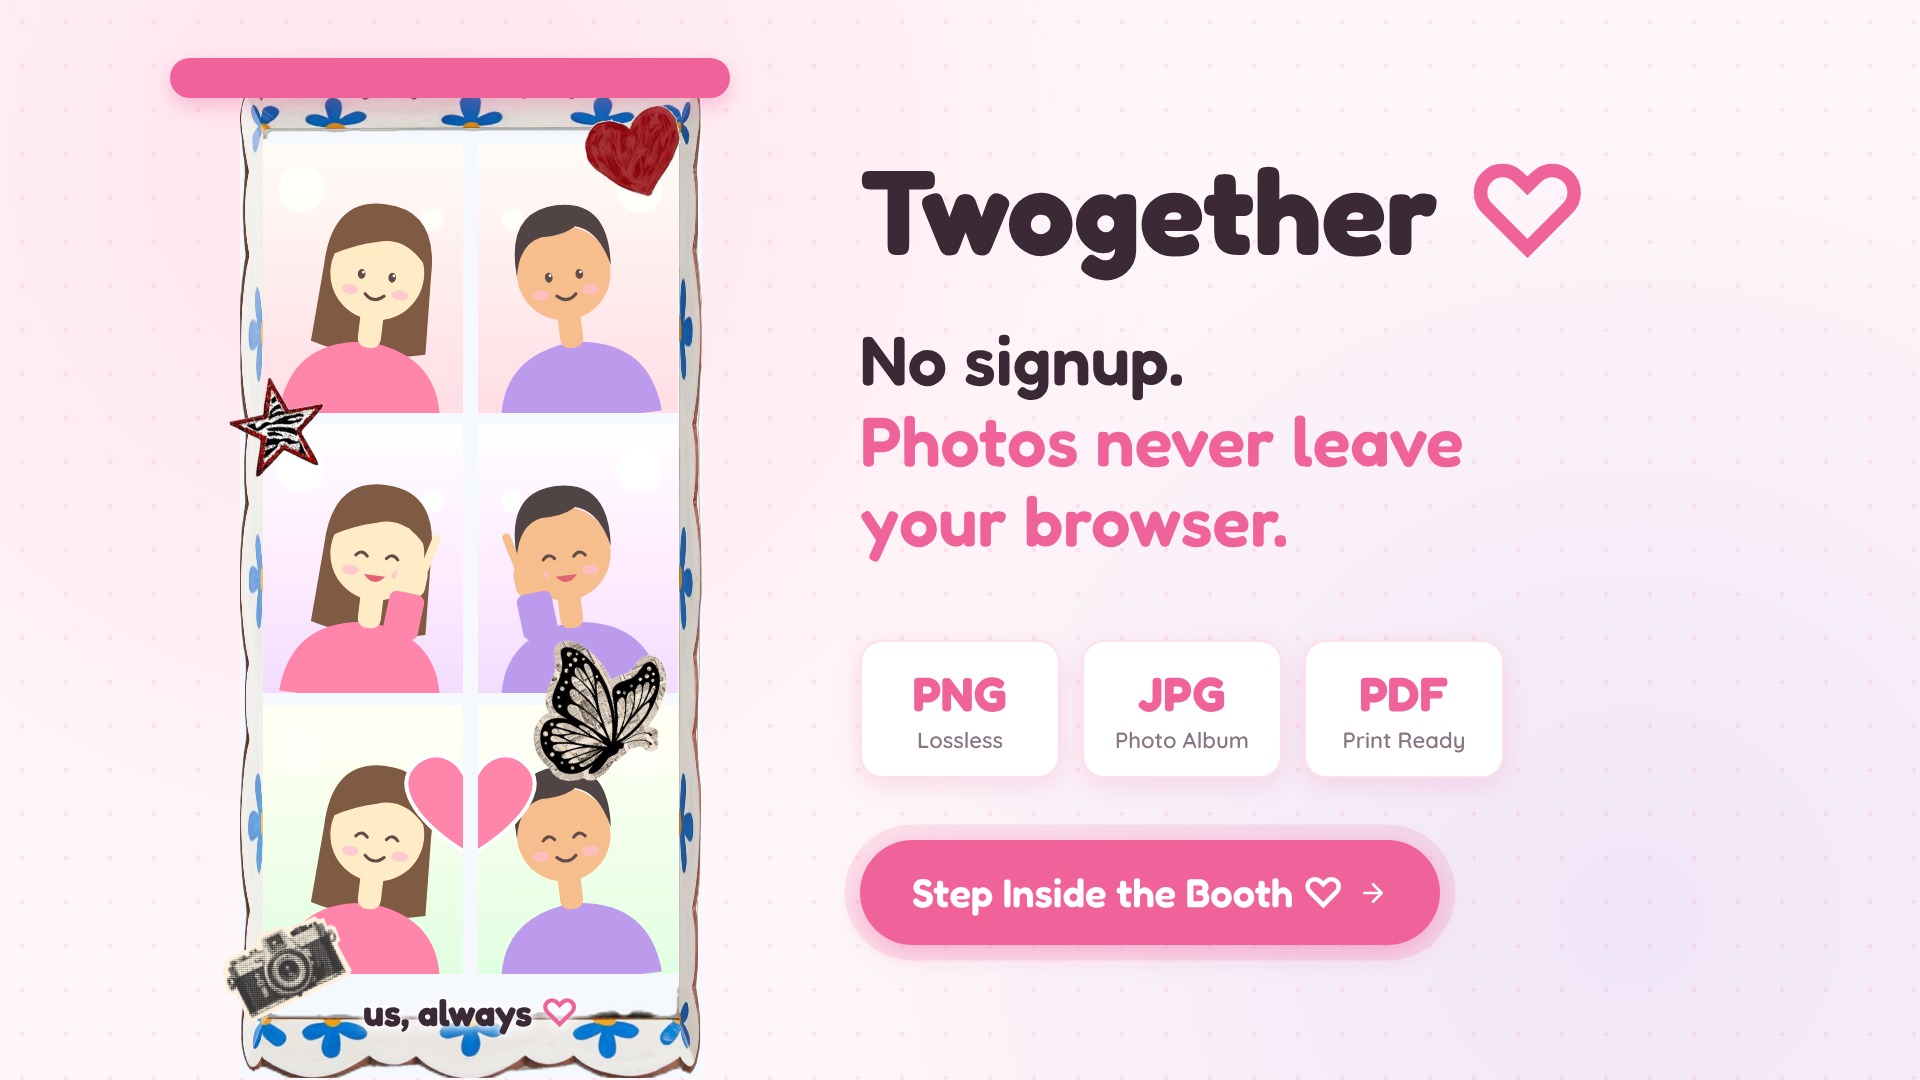 Twogether
No signup.
Photos never leave
your browser.
PNG
Lossless
JPG
Photo Album
PDF
Print Ready
Step Inside the Booth ♡ →
us, always ♡